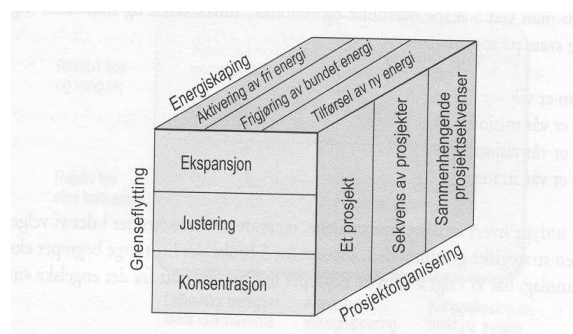 Energiskaping
Aktivering av fri energi
Frigjøring av bundet energi
Tilførsel av ny energi
Grenseflytting
Ekspansjon
Justering
Konsentrasjon
Et prosjekt
Sekvens av prosjekter
Sammenhengende
prosjektsekvenser
Prosjektorganisering